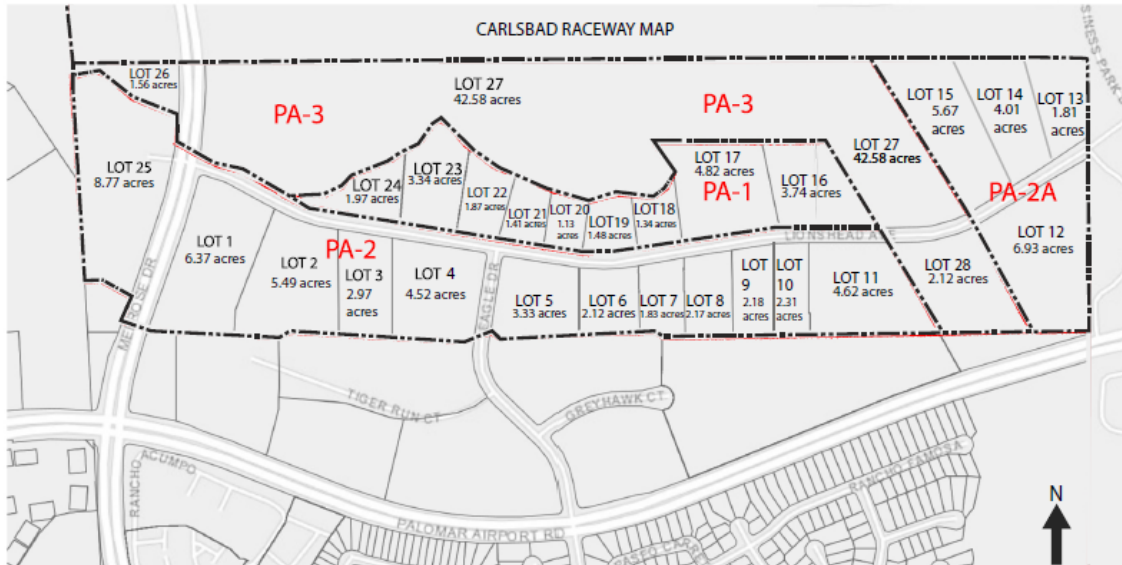 CARLSBAD RACEWAY MAP
LOT 26
1.56 acres
LOT 27
42.58 acres
PA-3
PA-3
LOT 15
5.67
acres
LOT 14
4.01
acres
LOT 13
1.81
acres
LOT 25
8.77 acres
LOT 24
1.97 acres
LOT 23
3.34 acres
LOT 22
1.87 acres
LOT 21
1.41 acres
LOT 20
1.13
acres
LOT19
1.48 acres
LOT18
1.34 acres
LOT 17
4.82 acres
PA-1
LOT 16
3.74 acres
LOT 27
42.58 acres
PA-2A
LOT 12
6.93 acres
LOT 1
6.37 acres
PA-2
LOT 2
5.49 acres
LOT 3
2.97
acres
LOT 4
4.52 acres
EAGLE DR
LOT 5
3.33 acres
LOT 6
2.12 acres
LOT 7
1.83 acres
LOT 8
2.17 acres
LOT
9
2.18
acres
LOT
10
2.31
acres
LOT 11
4.62 acres
LOT 28
2.12 acres
LIONSHEAD AVE
MELROSE DR
TIGER RUN CT
GREYHAWK CT
RANCHO
ACUMPO
PALOMAR AIRPORT RD
RANCHO FAMOSA
N